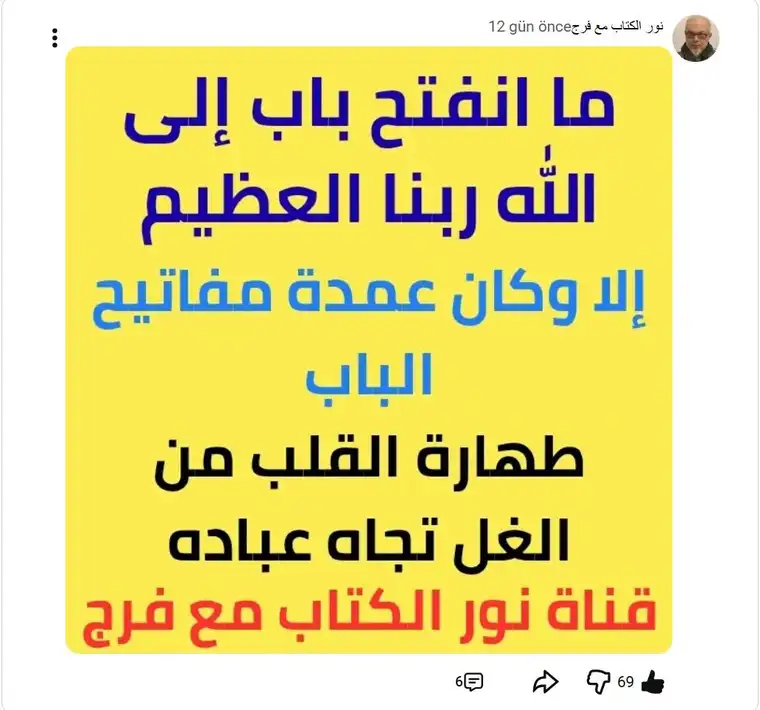 نور الكتاب مع فرج 12 gün önce
ما انفتح باب إلى
الله ربنا العظيم
إلا وكان عمدة مفاتيح
الباب
طهارة القلب من
الغل تجاه عباده
قناة نور الكتاب مع فرج
69 6